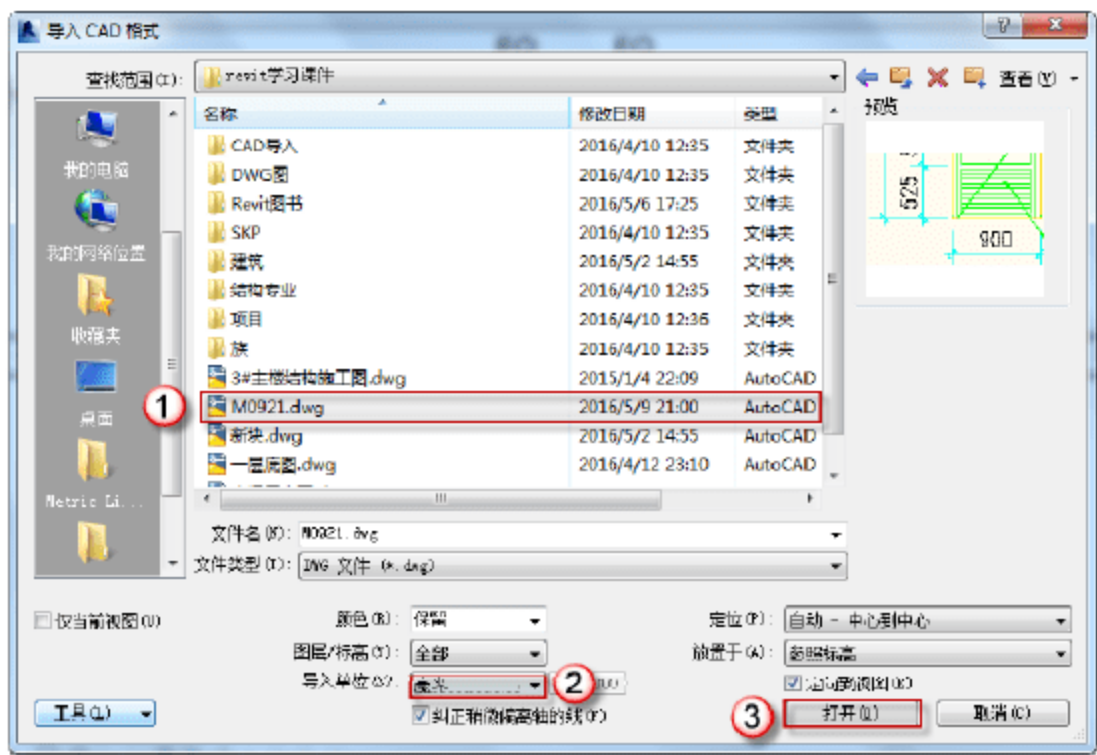 导入 CAD 格式
查找范围(I):
revit学习课件
查看(V)
我的电脑
我的网络位置
收藏夹
桌面
Metric Li...
名称 修改日期 类型
CAD导入 2016/4/10 12:35 文件夹
DWG图 2016/4/10 12:35 文件夹
Revit图书 2016/5/6 17:25 文件夹
SKP 2016/4/10 12:35 文件夹
建筑 2016/5/2 14:55 文件夹
结构专业 2016/4/10 12:35 文件夹
项目 2016/4/10 12:36 文件夹
族 2016/4/10 12:35 文件夹
3#主楼结构施工图.dwg 2015/1/4 22:09 AutoCAD
1
M0921.dwg 2016/5/9 21:00 AutoCAD
新块.dwg 2016/5/2 14:55 AutoCAD
一层底图.dwg 2016/4/12 23:10 AutoCAD
预览
525
900
文件名(N): M0921.dwg
文件类型(T): DWG 文件 (*.dwg)
仅当前视图(U)
颜色(R): 保留
图层/标高(Y): 全部
导入单位(S): 毫米
2
纠正稍微偏离轴的线(F)
定位(P): 自动 - 中心到中心
放置于(A): 参照标高
定向到视图(X)
工具(L)
3
打开(O)
取消(C)